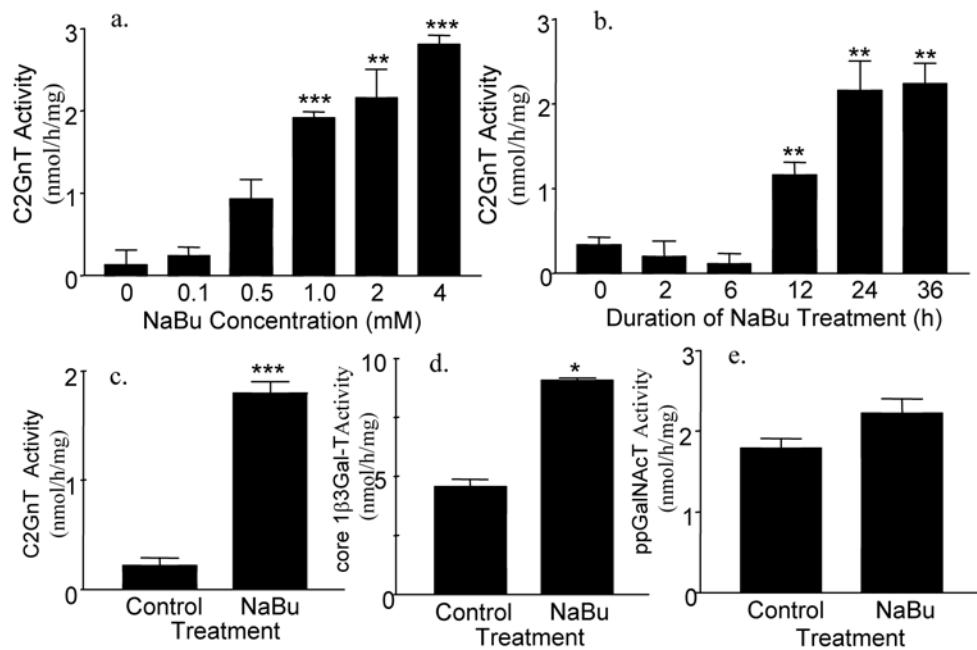 a.
C2GnT Activity
(nmol/h/mg)
3
2
1
0
***
**
***
0 0.1 0.5 1.0 2 4
NaBu Concentration (mM)
b.
C2GnT Activity
(nmol/h/mg)
3
2
1
0
**
**
**
0 2 6 12 24 36
Duration of NaBu Treatment (h)
c.
C2GnT Activity
(nmol/h/mg)
2
1
0
***
Control NaBu
Treatment
d.
core 1β3Gal-T Activity
(nmol/h/mg)
10
5
0
*
Control NaBu
Treatment
e.
ppGalNAcT Activity
(nmol/h/mg)
3
2
1
0
Control NaBu
Treatment